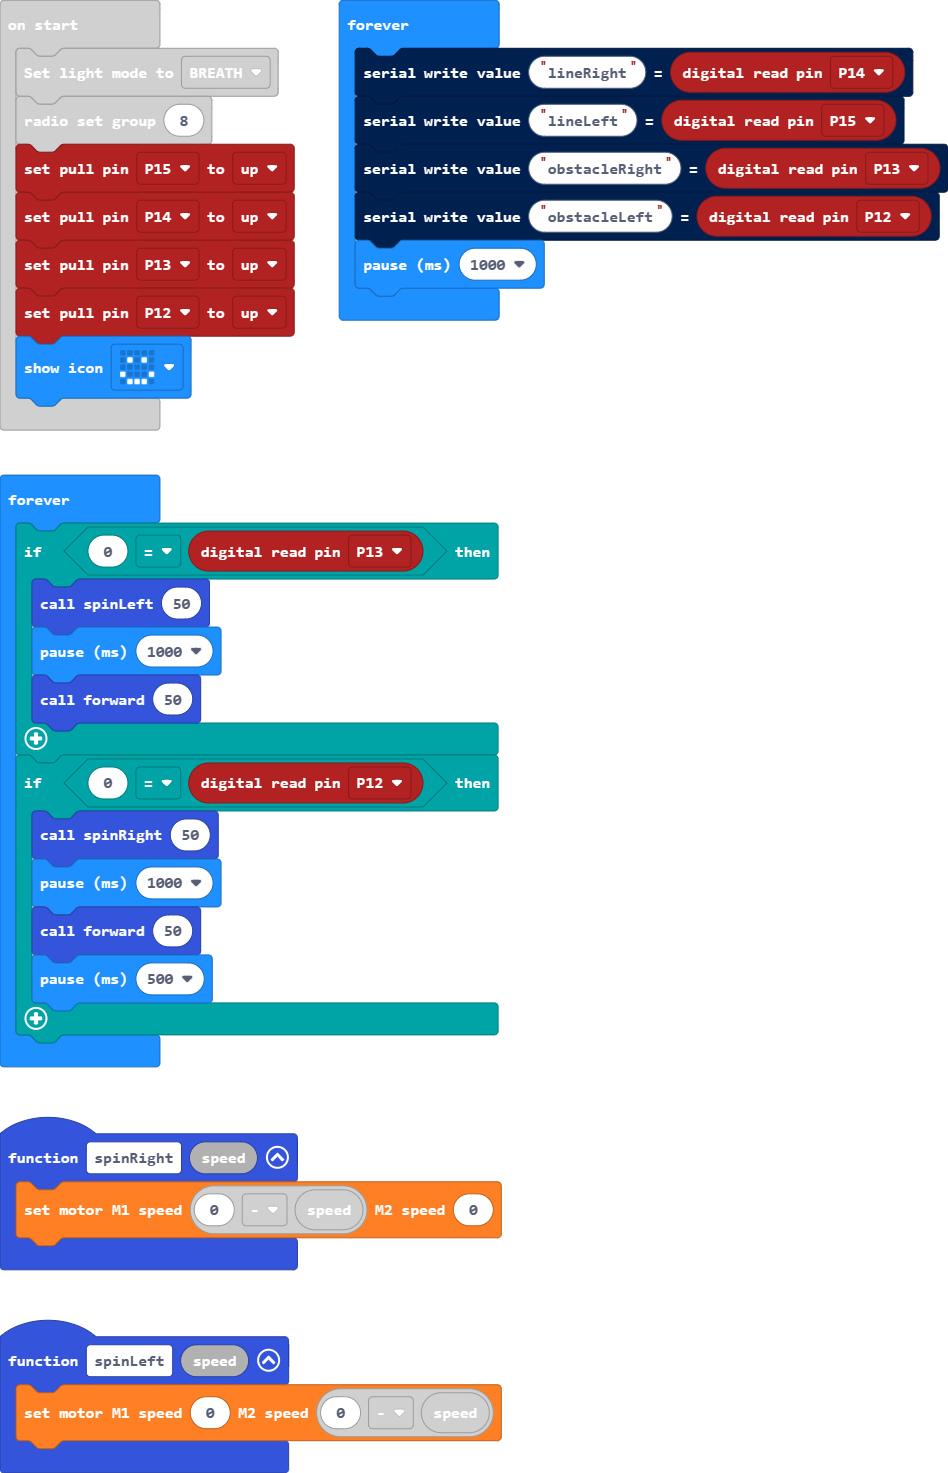 on start
Set light mode to BREATH
radio set group 8
set pull pin P15 to up
set pull pin P14 to up
set pull pin P13 to up
set pull pin P12 to up
show icon
forever
serial write value "lineRight" = digital read pin P14
serial write value "lineLeft" = digital read pin P15
serial write value "obstacleRight" = digital read pin P13
serial write value "obstacleLeft" = digital read pin P12
pause (ms) 1000
forever
if 0 = digital read pin P13 then
call spinLeft 50
pause (ms) 1000
call forward 50
if 0 = digital read pin P12 then
call spinRight 50
pause (ms) 1000
call forward 50
pause (ms) 500
function spinRight speed
set motor M1 speed 0 - speed M2 speed 0
function spinLeft speed
set motor M1 speed 0 M2 speed 0 - speed